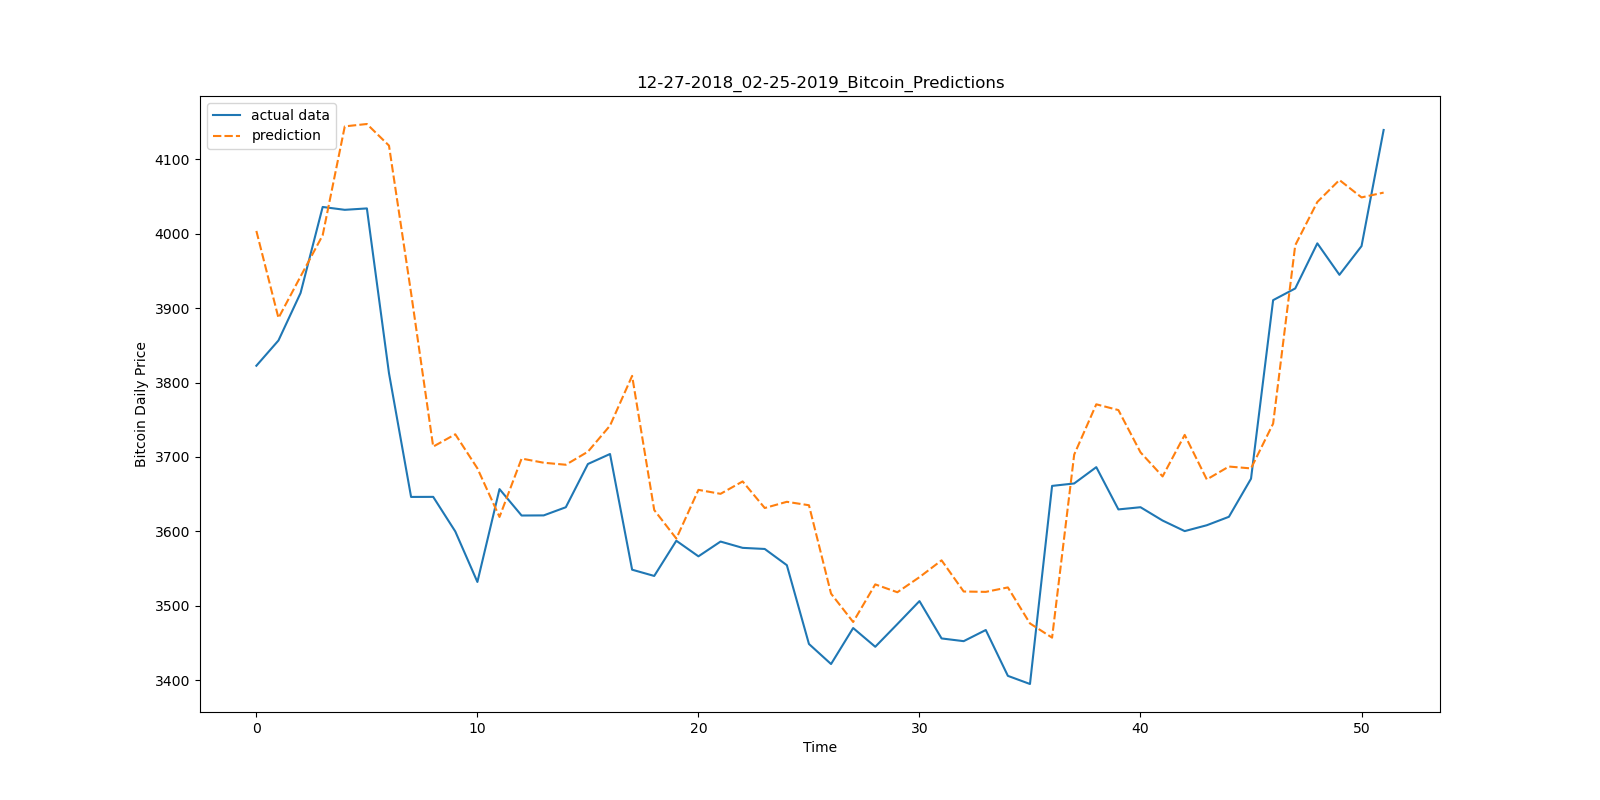 12-27-2018_02-25-2019_Bitcoin_Predictions
actual data
prediction
4100
4000
3900
3800
3700
3600
3500
3400
Bitcoin Daily Price
0 10 20 30 40 50
Time